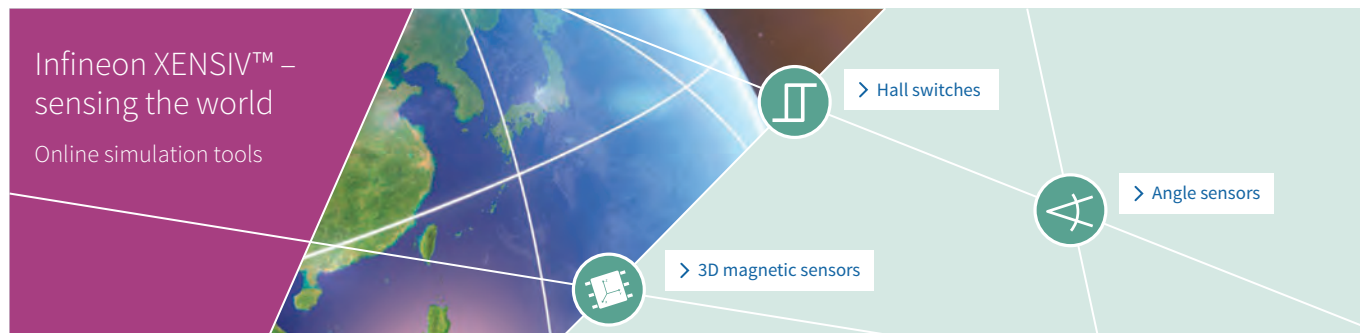 Infineon XENSIV™ –
sensing the world
Online simulation tools
Hall switches
Angle sensors
3D magnetic sensors